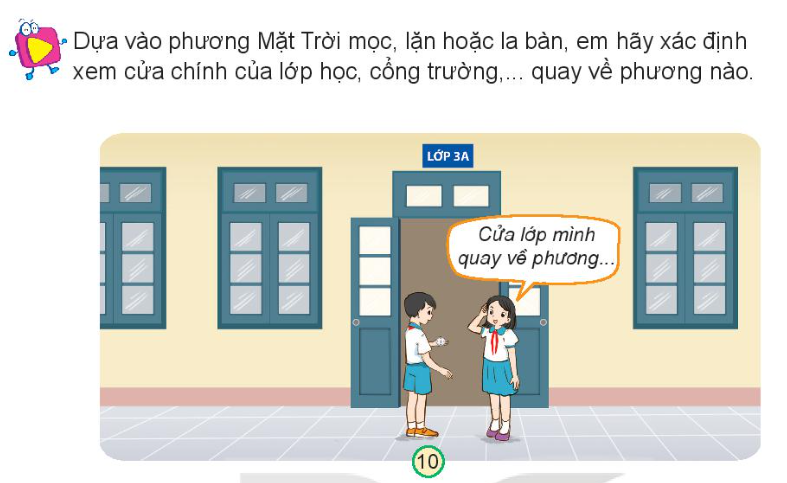 Dựa vào phương Mặt Trời mọc, lặn hoặc la bàn, em hãy xác định
xem cửa chính của lớp học, cổng trường,... quay về phương nào.
LỚP 3A
Cửa lớp mình
quay về phương...
10